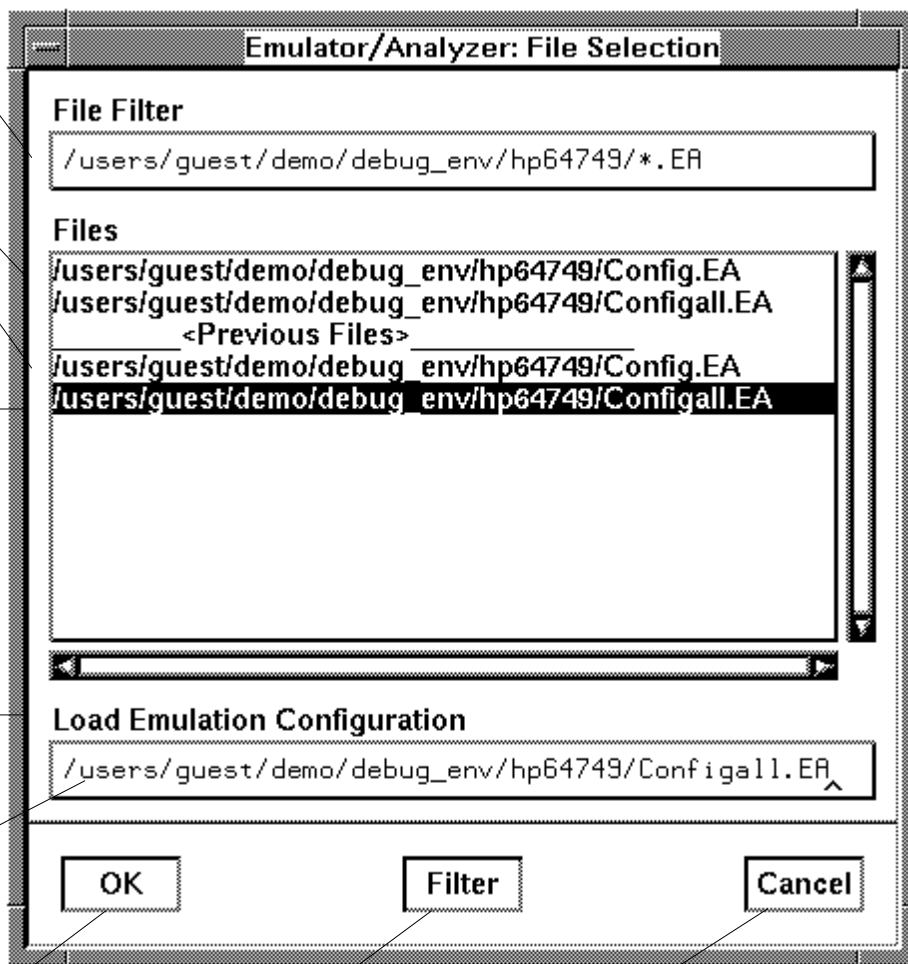 Emulator/Analyzer: File Selection
File Filter
/users/guest/demo/debug_env/hp64749/*.EA
Files
/users/guest/demo/debug_env/hp64749/Config.EA
/users/guest/demo/debug_env/hp64749/Configall.EA
________<Previous Files>______________
/users/guest/demo/debug_env/hp64749/Config.EA
/users/guest/demo/debug_env/hp64749/Configall.EA
Load Emulation Configuration
/users/guest/demo/debug_env/hp64749/Configall.EA
OK Filter Cancel